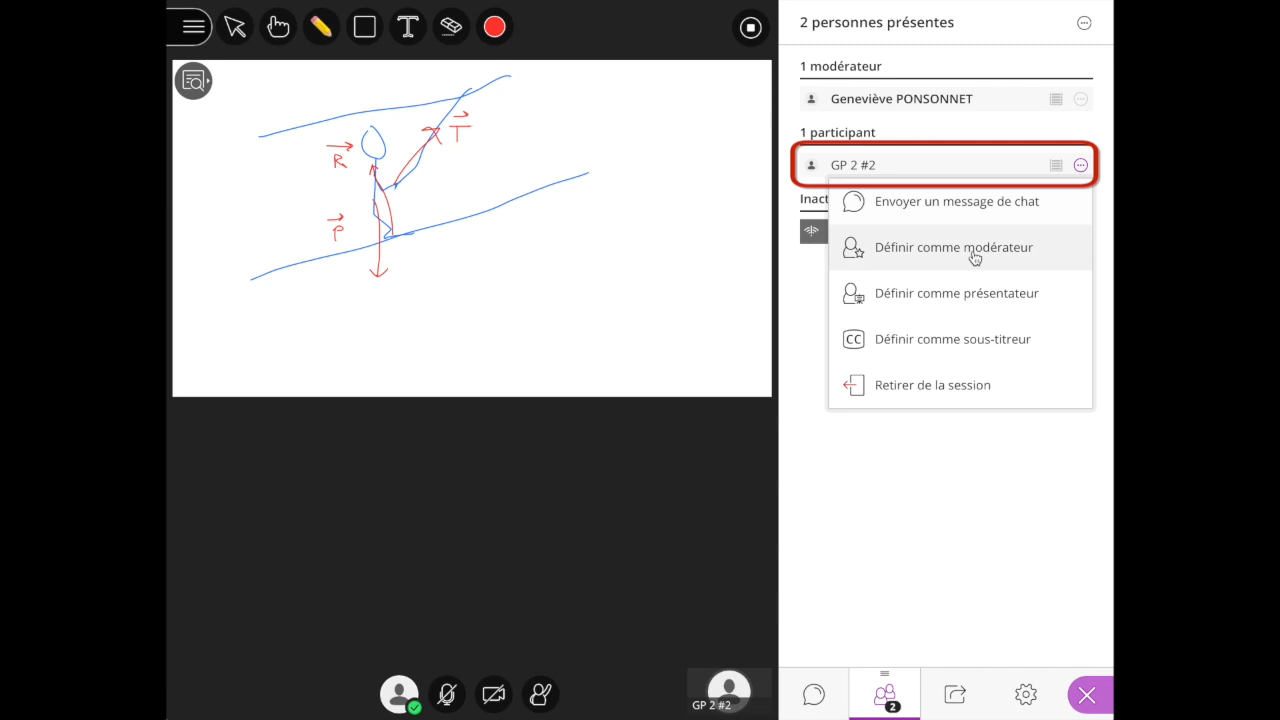 T
R
T
P
2 personnes présentes
1 modérateur
Geneviève PONSONNET
1 participant
GP 2 #2
Inact
Envoyer un message de chat
Définir comme modérateur
Définir comme présentateur
CC Définir comme sous-titreur
Retirer de la session
GP 2 #2
2